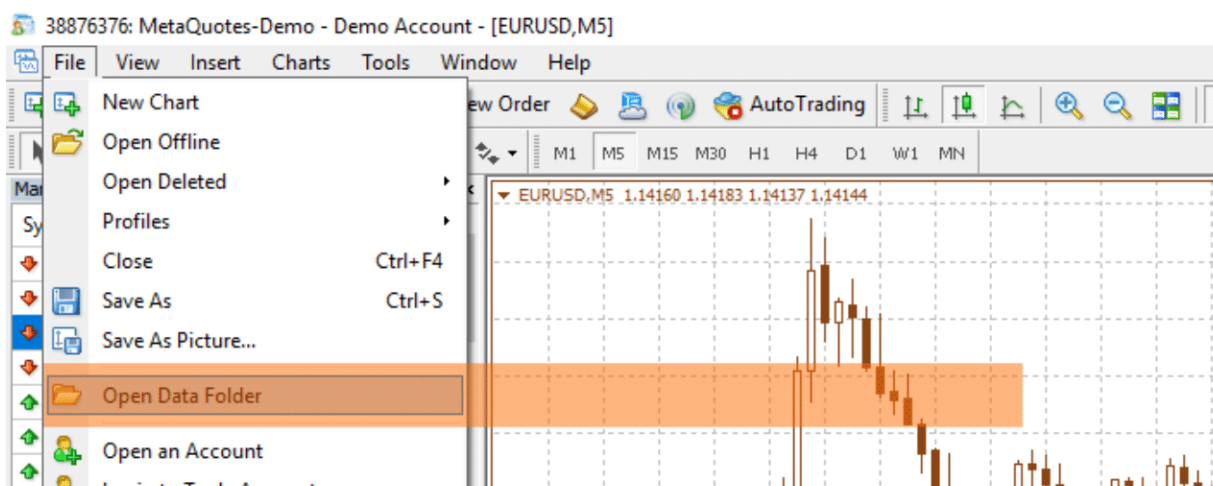 38876376: MetaQuotes-Demo - Demo Account - [EURUSD,M5]
File View Insert Charts Tools Window Help
New Chart
ew Order AutoTrading
Open Offline
M1 M5 M15 M30 H1 H4 D1 W1 MN
Open Deleted
Mar
EURUSD,M5 1.14160 1.14183 1.14137 1.14144
Profiles
Sy
Close Ctrl+F4
Save As Ctrl+S
Save As Picture...
Open Data Folder
Open an Account